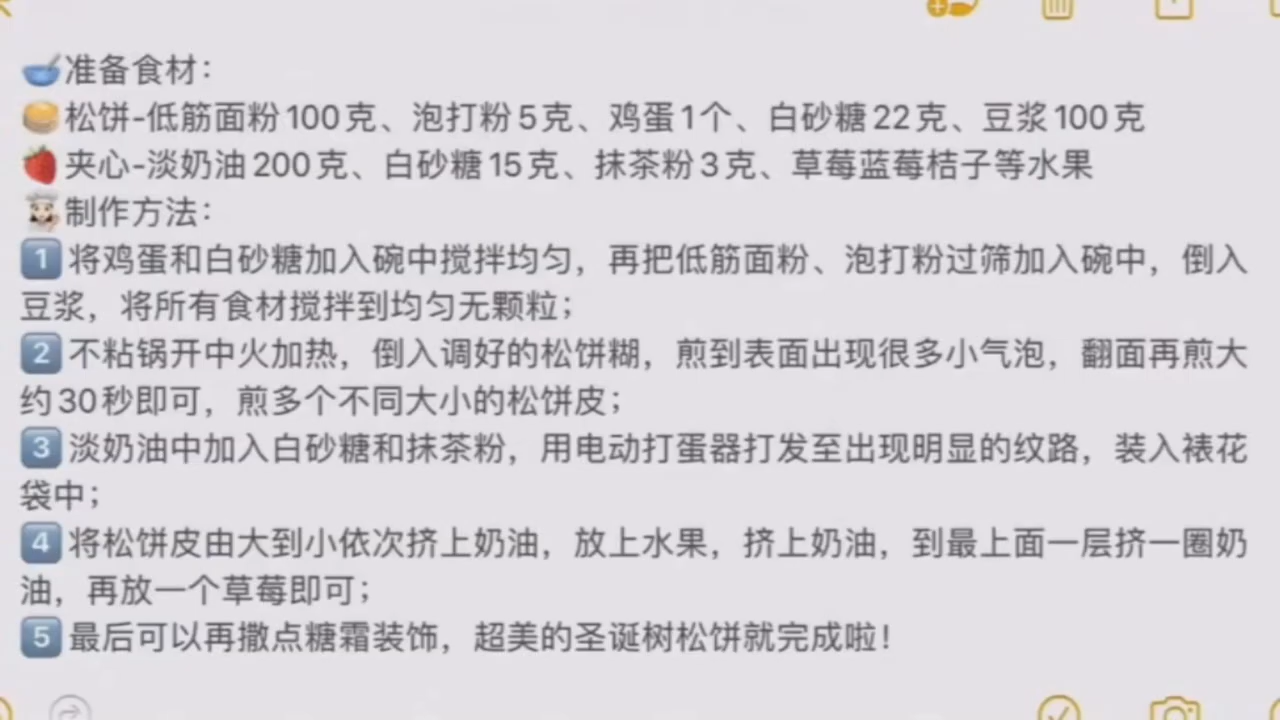 🥣准备食材：
🥞松饼-低筋面粉100克、泡打粉5克、鸡蛋1个、白砂糖22克、豆浆100克
🍓夹心-淡奶油200克、白砂糖15克、抹茶粉3克、草莓蓝莓桔子等水果
👩🏻‍🍳制作方法：
1️⃣将鸡蛋和白砂糖加入碗中搅拌均匀，再把低筋面粉、泡打粉过筛加入碗中，倒入
豆浆，将所有食材搅拌到均匀无颗粒；
2️⃣不粘锅开中火加热，倒入调好的松饼糊，煎到表面出现很多小气泡，翻面再煎大
约30秒即可，煎多个不同大小的松饼皮；
3️⃣淡奶油中加入白砂糖和抹茶粉，用电动打蛋器打发至出现明显的纹路，装入裱花
袋中；
4️⃣将松饼皮由大到小依次挤上奶油，放上水果，挤上奶油，到最上面一层挤一圈奶
油，再放一个草莓即可；
5️⃣最后可以再撒点糖霜装饰，超美的圣诞树松饼就完成啦！